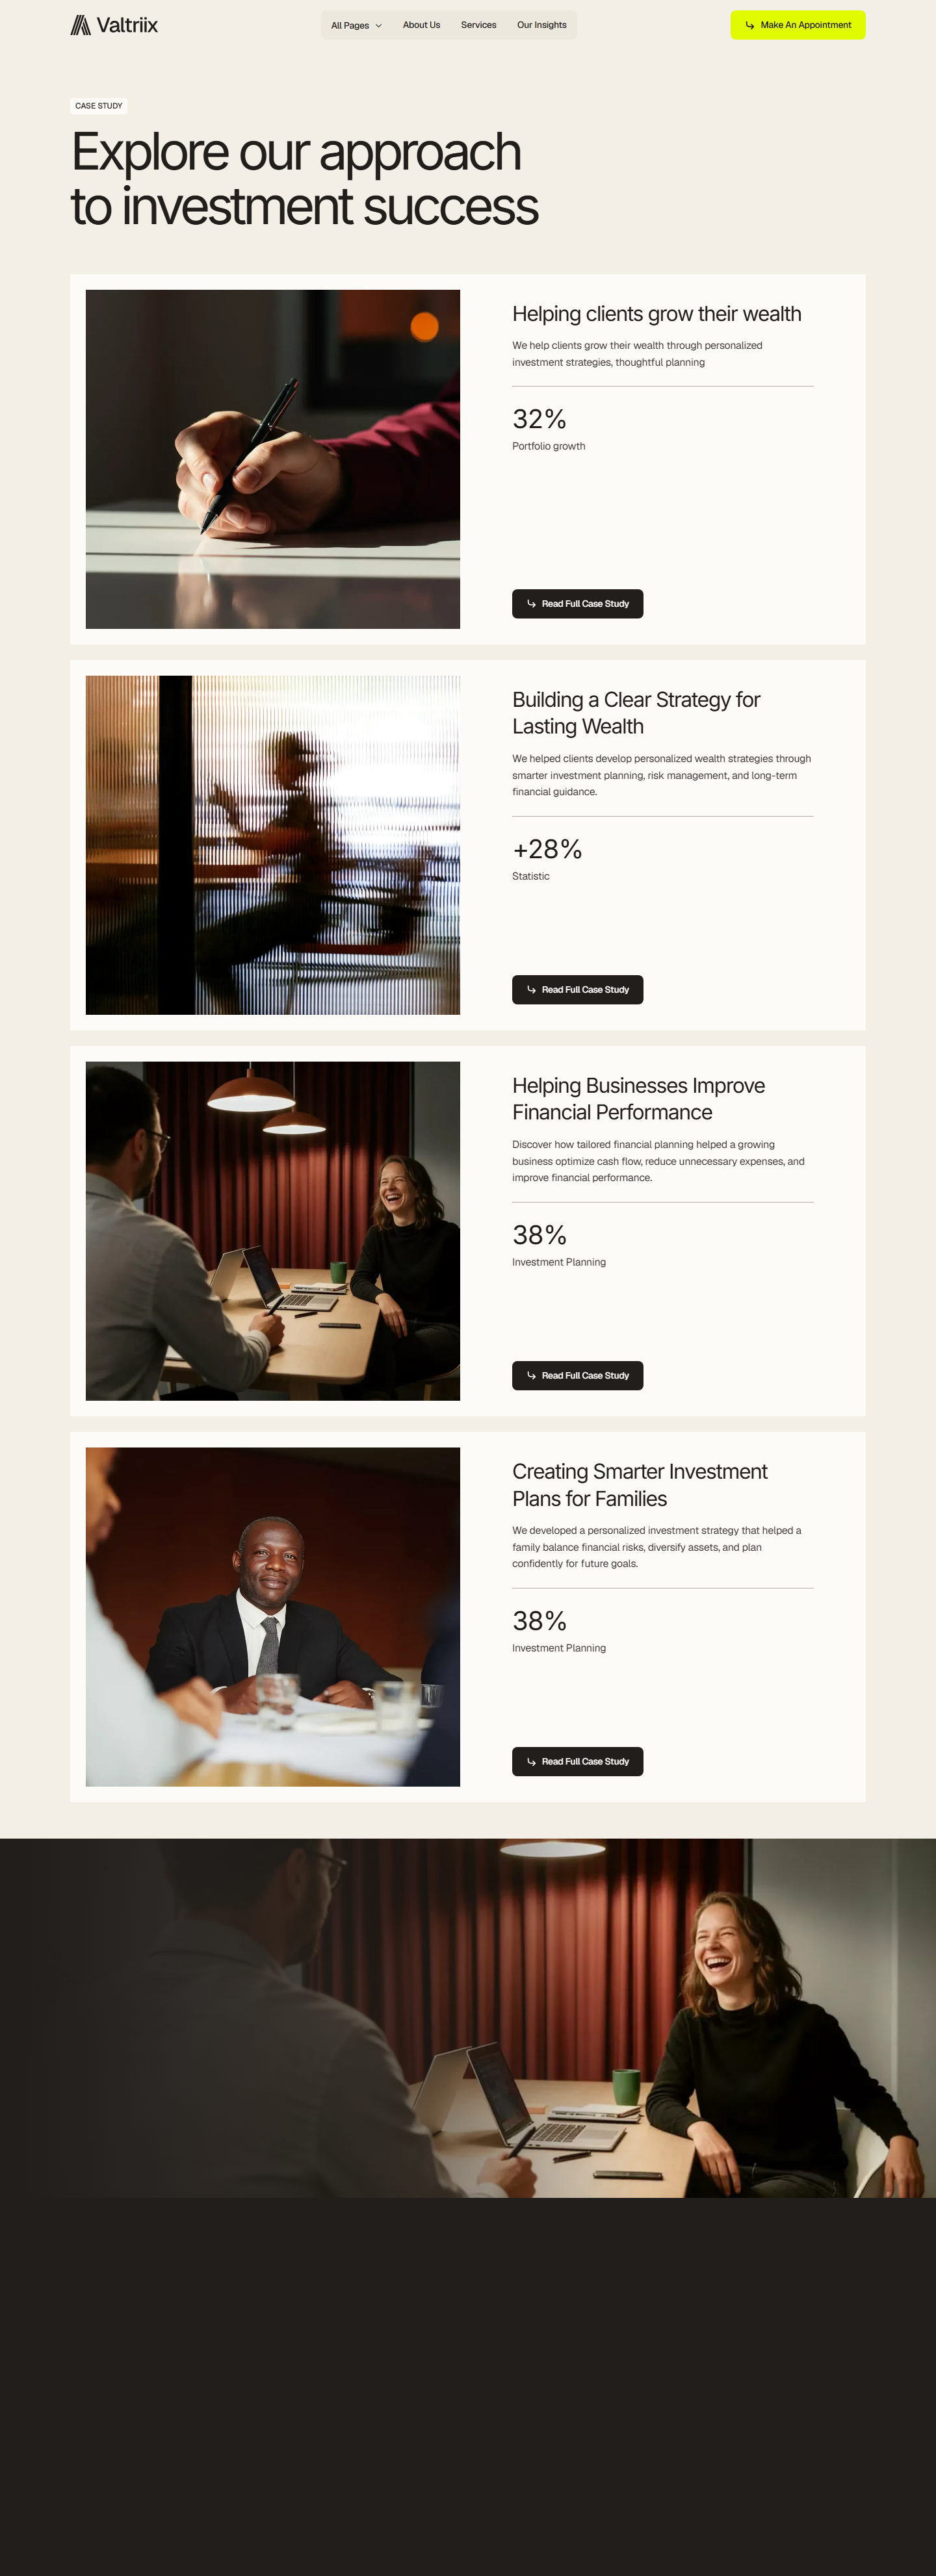 Valtriix
All Pages
About Us
Services
Our Insights
Make An Appointment
CASE STUDY
Explore our approach
to investment success
Helping clients grow their wealth
We help clients grow their wealth through personalized
investment strategies, thoughtful planning
32%
Portfolio growth
Read Full Case Study
Building a Clear Strategy for
Lasting Wealth
We helped clients develop personalized wealth strategies through
smarter investment planning, risk management, and long-term
financial guidance.
+28%
Statistic
Read Full Case Study
Helping Businesses Improve
Financial Performance
Discover how tailored financial planning helped a growing
business optimize cash flow, reduce unnecessary expenses, and
improve financial performance.
38%
Investment Planning
Read Full Case Study
Creating Smarter Investment
Plans for Families
We developed a personalized investment strategy that helped a
family balance financial risks, diversify assets, and plan
confidently for future goals.
38%
Investment Planning
Read Full Case Study